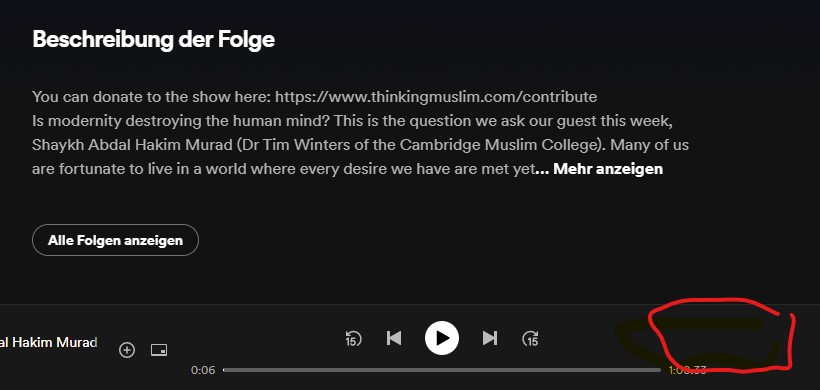 Beschreibung der Folge
You can donate to the show here: https://www.thinkingmuslim.com/contribute
Is modernity destroying the human mind? This is the question we ask our guest this week,
Shaykh Abdal Hakim Murad (Dr Tim Winters of the Cambridge Muslim College). Many of us
are fortunate to live in a world where every desire we have are met yet... Mehr anzeigen
Alle Folgen anzeigen
al Hakim Murad
15
15
0:06